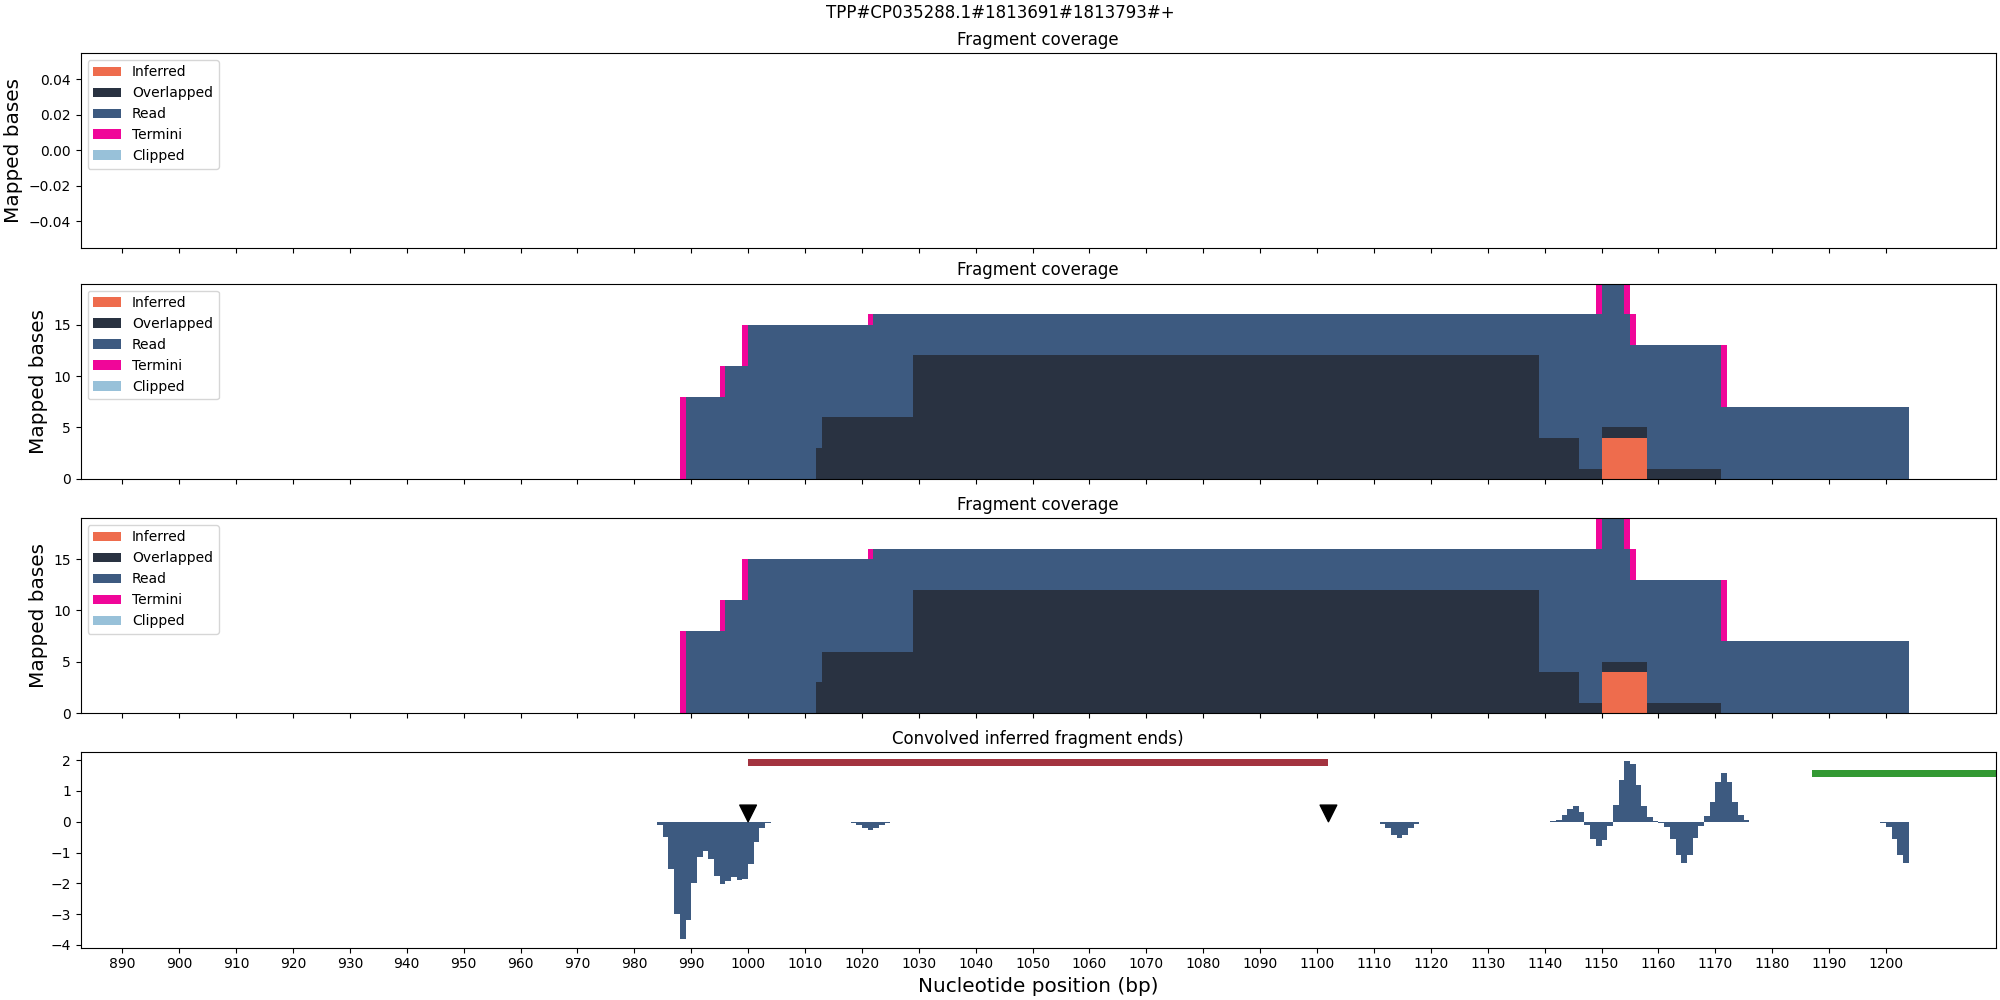 TPP#CP035288.1#1813691#1813793#+
Fragment coverage
Mapped bases
0.04
0.02
0.00
−0.02
−0.04
Inferred
Overlapped
Read
Termini
Clipped
Fragment coverage
Mapped bases
15
10
5
0
Inferred
Overlapped
Read
Termini
Clipped
Fragment coverage
Mapped bases
15
10
5
0
Inferred
Overlapped
Read
Termini
Clipped
Convolved inferred fragment ends)
2
1
0
−1
−2
−3
−4
890 900 910 920 930 940 950 960 970 980 990 1000 1010 1020 1030 1040 1050 1060 1070 1080 1090 1100 1110 1120 1130 1140 1150 1160 1170 1180 1190 1200
Nucleotide position (bp)